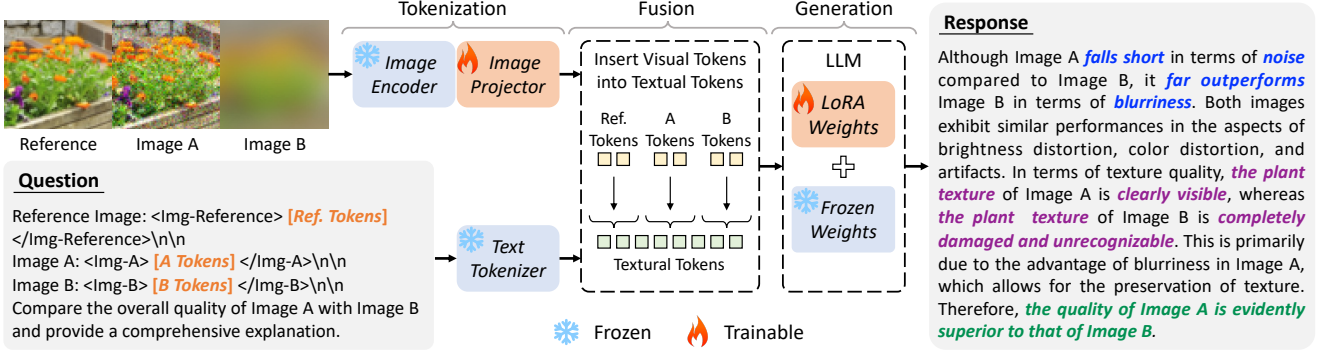 Tokenization
Fusion
Generation
Reference
Image A
Image B
Image
Encoder
Image
Projector
Question
Reference Image: <Img-Reference> [Ref. Tokens]
</Img-Reference>\n\n
Image A: <Img-A> [A Tokens] </Img-A>\n\n
Image B: <Img-B> [B Tokens] </Img-B>\n\n
Compare the overall quality of Image A with Image B
and provide a comprehensive explanation.
Text
Tokenizer
Insert Visual Tokens
into Textual Tokens
Ref.
Tokens
A
Tokens
B
Tokens
Textural Tokens
LLM
LoRA
Weights
Frozen
Weights
Frozen
Trainable
Response
Although Image A falls short in terms of noise
compared to Image B, it far outperforms
Image B in terms of blurriness. Both images
exhibit similar performances in the aspects of
brightness distortion, color distortion, and
artifacts. In terms of texture quality, the plant
texture of Image A is clearly visible, whereas
the plant texture of Image B is completely
damaged and unrecognizable. This is primarily
due to the advantage of blurriness in Image A,
which allows for the preservation of texture.
Therefore, the quality of Image A is evidently
superior to that of Image B.